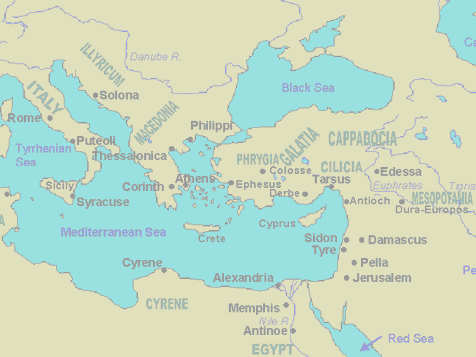 ILLYRICUM
Danube R.
Ca
ITALY
Solona
Black Sea
Rome
MACEDONIA
Philippi
Puteoli
Tyrrhenian
Sea
Thessalonica
GALATIA
CAPPADOCIA
PHRYGIA
Colosse
CILICIA
Edessa
Sicily
Corinth
Athens
Ephesus
Derbe
Tarsus
Euphrates
Tigris
Syracuse
Antioch
MESOPOTAMIA
Dura-Europos
A
Mediterranean Sea
Crete
Cyprus
Sidon
Damascus
Tyre
Cyrene
Pella
Pe
Alexandria
Jerusalem
CYRENE
Memphis
Nile R.
Antinoe
Red Sea
EGYPT